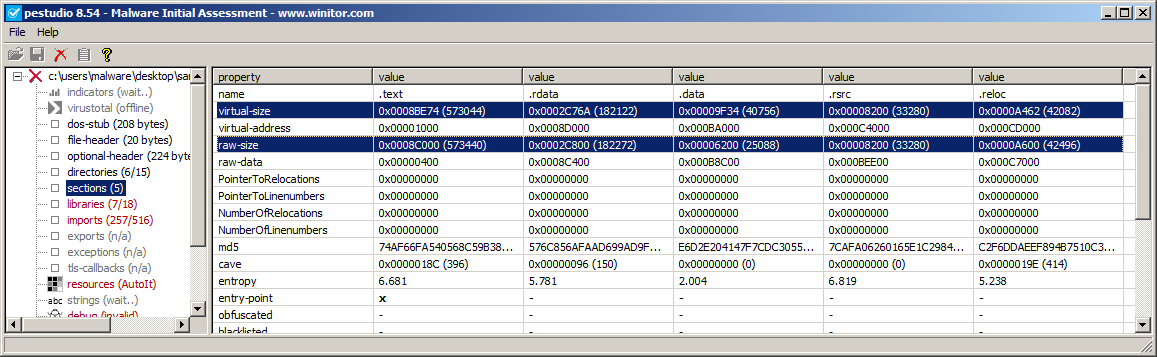 pestudio 8.54 - Malware Initial Assessment - www.winitor.com
File Help
c:\users\malware\desktop\sar
indicators (wait..)
virustotal (offline)
dos-stub (208 bytes)
file-header (20 bytes)
optional-header (224 byte
directories (6/15)
sections (5)
libraries (7/18)
imports (257/516)
exports (n/a)
exceptions (n/a)
tls-callbacks (n/a)
resources (AutoIt)
abc strings (wait..)
debug (invalid)
property value value value value value
name .text .rdata .data .rsrc .reloc
virtual-size 0x0008BE74 (573044) 0x0002C76A (182122) 0x00009F34 (40756) 0x00008200 (33280) 0x0000A462 (42082)
virtual-address 0x00001000 0x0008D000 0x000BA000 0x000C4000 0x000CD000
raw-size 0x0008C000 (573440) 0x0002C800 (182272) 0x00006200 (25088) 0x00008200 (33280) 0x0000A600 (42496)
raw-data 0x00000400 0x0008C400 0x000B8C00 0x000BEE00 0x000C7000
PointerToRelocations 0x00000000 0x00000000 0x00000000 0x00000000 0x00000000
PointerToLinenumbers 0x00000000 0x00000000 0x00000000 0x00000000 0x00000000
NumberOfRelocations 0x00000000 0x00000000 0x00000000 0x00000000 0x00000000
NumberOfLinenumbers 0x00000000 0x00000000 0x00000000 0x00000000 0x00000000
md5 74AF66FA540568C59B38... 576C856AFAAD699AD9F... E6D2E204147F7CDC3055... 7CAFA06260165E1C2984... C2F6DDAEEF894B7510C3...
cave 0x0000018C (396) 0x00000096 (150) 0x00000000 (0) 0x00000000 (0) 0x0000019E (414)
entropy 6.681 5.781 2.004 6.819 5.238
entry-point x - - - -
obfuscated - - - - -
blacklisted - - - - -